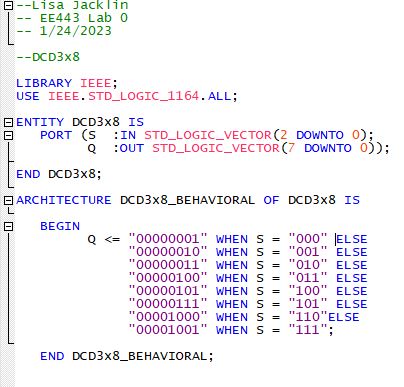 --Lisa Jacklin
-- EE443 Lab 0
-- 1/24/2023
--DCD3x8
LIBRARY IEEE;
USE IEEE.STD_LOGIC_1164.ALL;
ENTITY DCD3x8 IS
PORT (S :IN STD_LOGIC_VECTOR(2 DOWNTO 0);
Q :OUT STD_LOGIC_VECTOR(7 DOWNTO 0));
END DCD3x8;
ARCHITECTURE DCD3x8_BEHAVIORAL OF DCD3x8 IS
BEGIN
Q <= "00000001" WHEN S = "000" ELSE
"00000010" WHEN S = "001" ELSE
"00000011" WHEN S = "010" ELSE
"00000100" WHEN S = "011" ELSE
"00000101" WHEN S = "100" ELSE
"00000111" WHEN S = "101" ELSE
"00001000" WHEN S = "110"ELSE
"00001001" WHEN S = "111";
END DCD3x8_BEHAVIORAL;